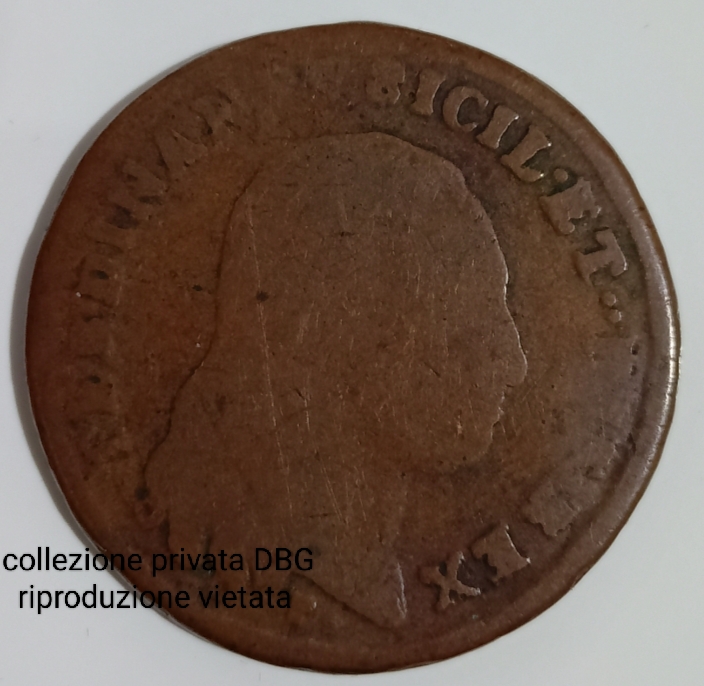 SICIL·ET·
REX
collezione privata DBG
riproduzione vietata